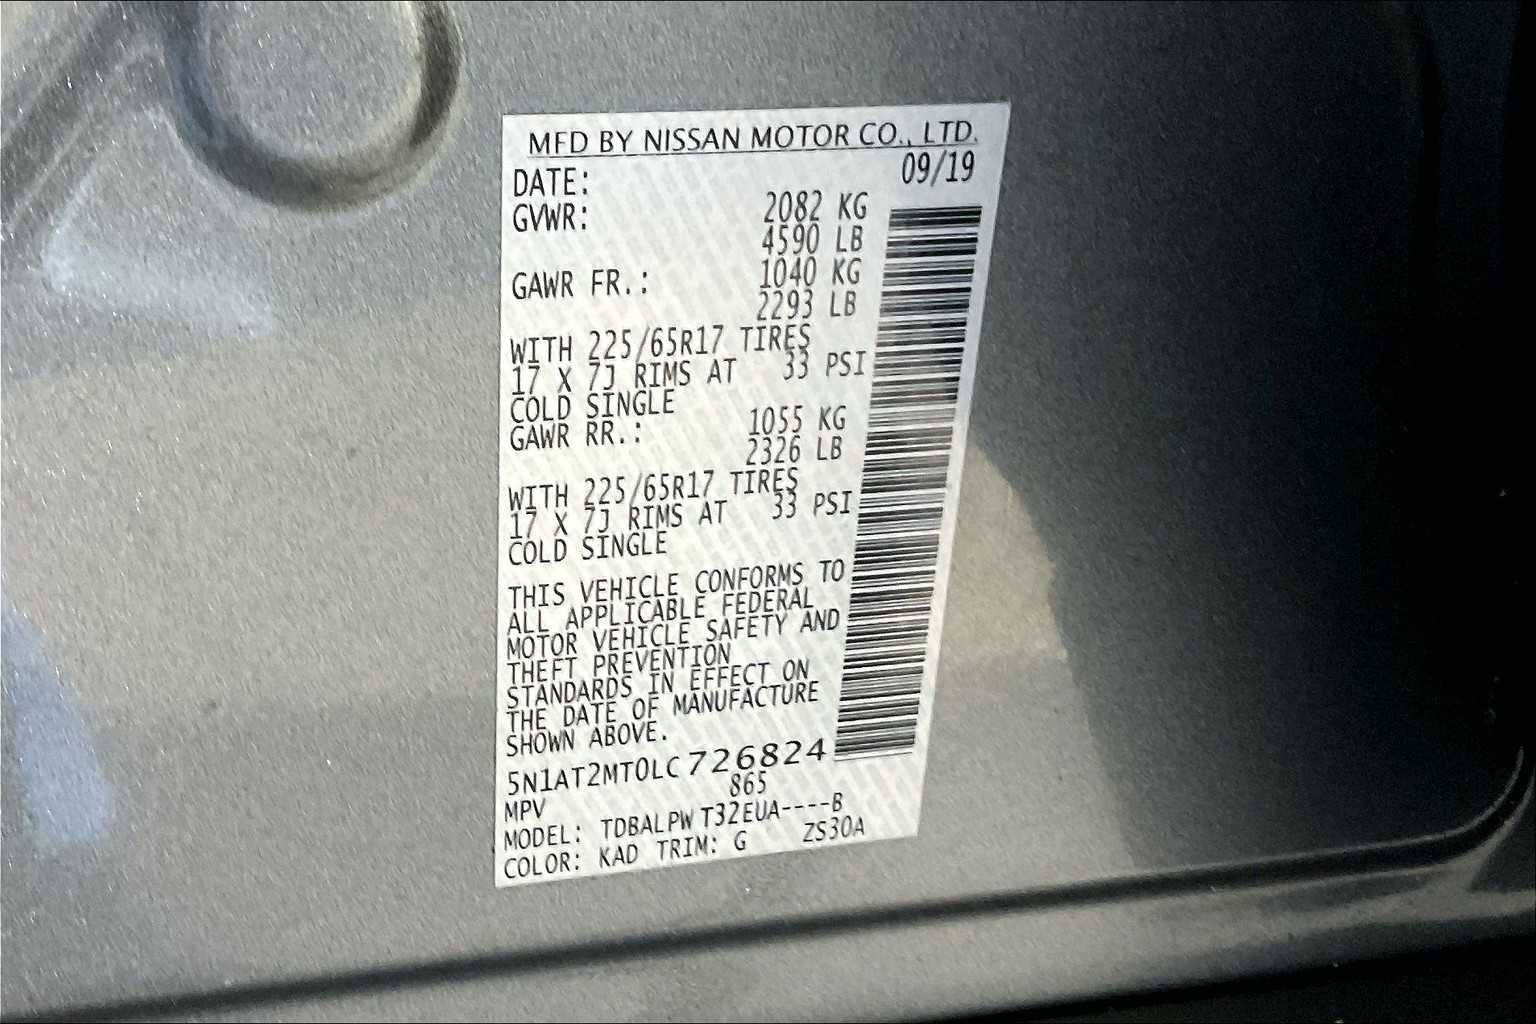 MFD BY NISSAN MOTOR CO., LTD.
DATE: 09/19
GVWR: 2082 KG
4590 LB
GAWR FR.: 1040 KG
2293 LB
WITH 225/65R17 TIRES
17 X 7J RIMS AT 33 PSI
COLD SINGLE
GAWR RR.: 1055 KG
2326 LB
WITH 225/65R17 TIRES
17 X 7J RIMS AT 33 PSI
COLD SINGLE
THIS VEHICLE CONFORMS TO
ALL APPLICABLE FEDERAL
MOTOR VEHICLE SAFETY AND
THEFT PREVENTION
STANDARDS IN EFFECT ON
THE DATE OF MANUFACTURE
SHOWN ABOVE.
5N1AT2MT0LC726824
MPV 865
MODEL: TDBALPW T32EUA----B
COLOR: KAD TRIM: G ZS30A